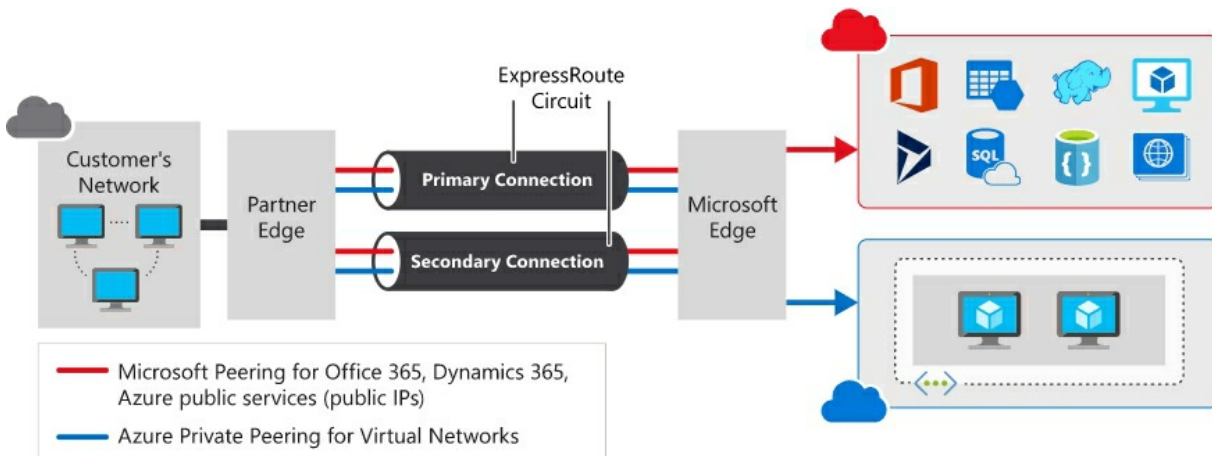 ExpressRoute
Circuit
Customer's
Network
Partner
Edge
Primary Connection
Secondary Connection
Microsoft
Edge
SQL
{ }
Microsoft Peering for Office 365, Dynamics 365,
Azure public services (public IPs)
Azure Private Peering for Virtual Networks